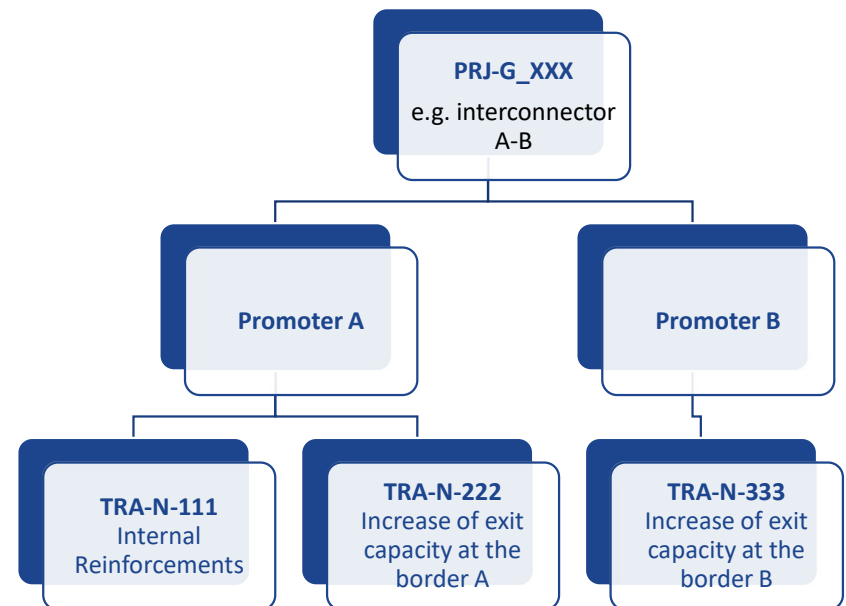 PRJ-G_XXX
e.g. interconnector
A-B
Promoter A
Promoter B
TRA-N-111
Internal
Reinforcements
TRA-N-222
Increase of exit
capacity at the
border A
TRA-N-333
Increase of exit
capacity at the
border B